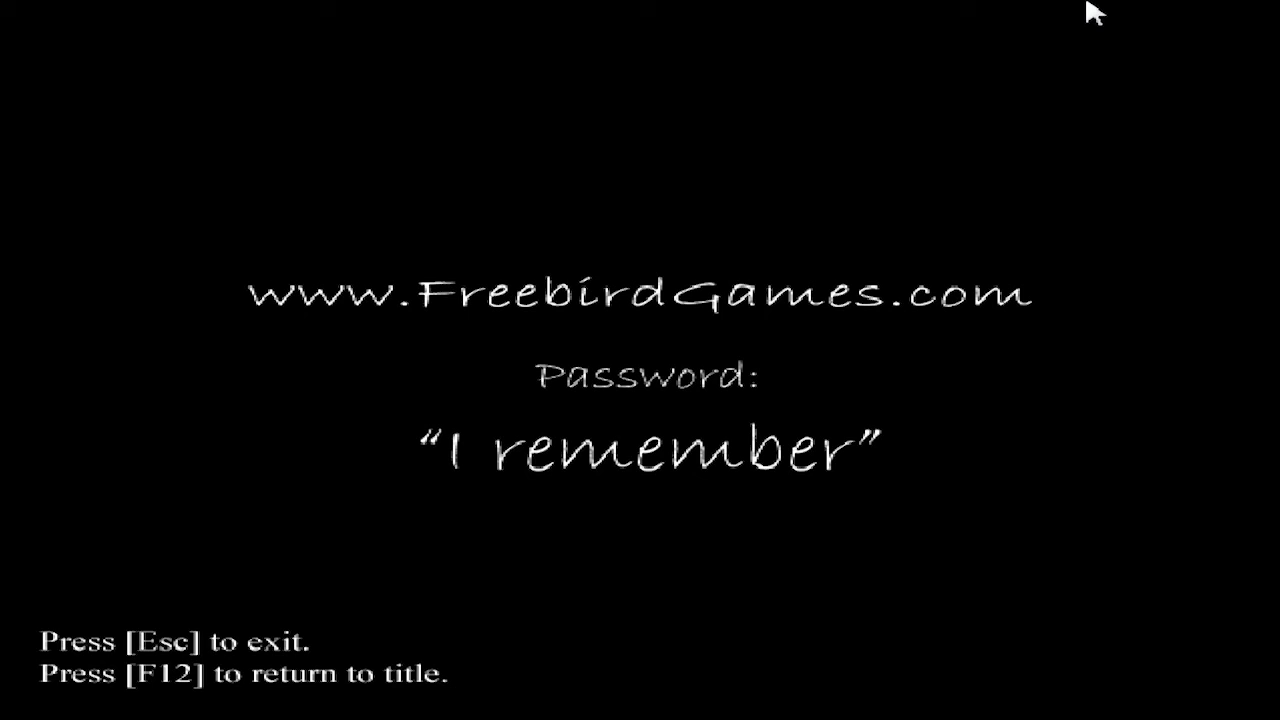 www.FreebirdGames.com
Password:
“I remember”
Press [Esc] to exit.
Press [F12] to return to title.